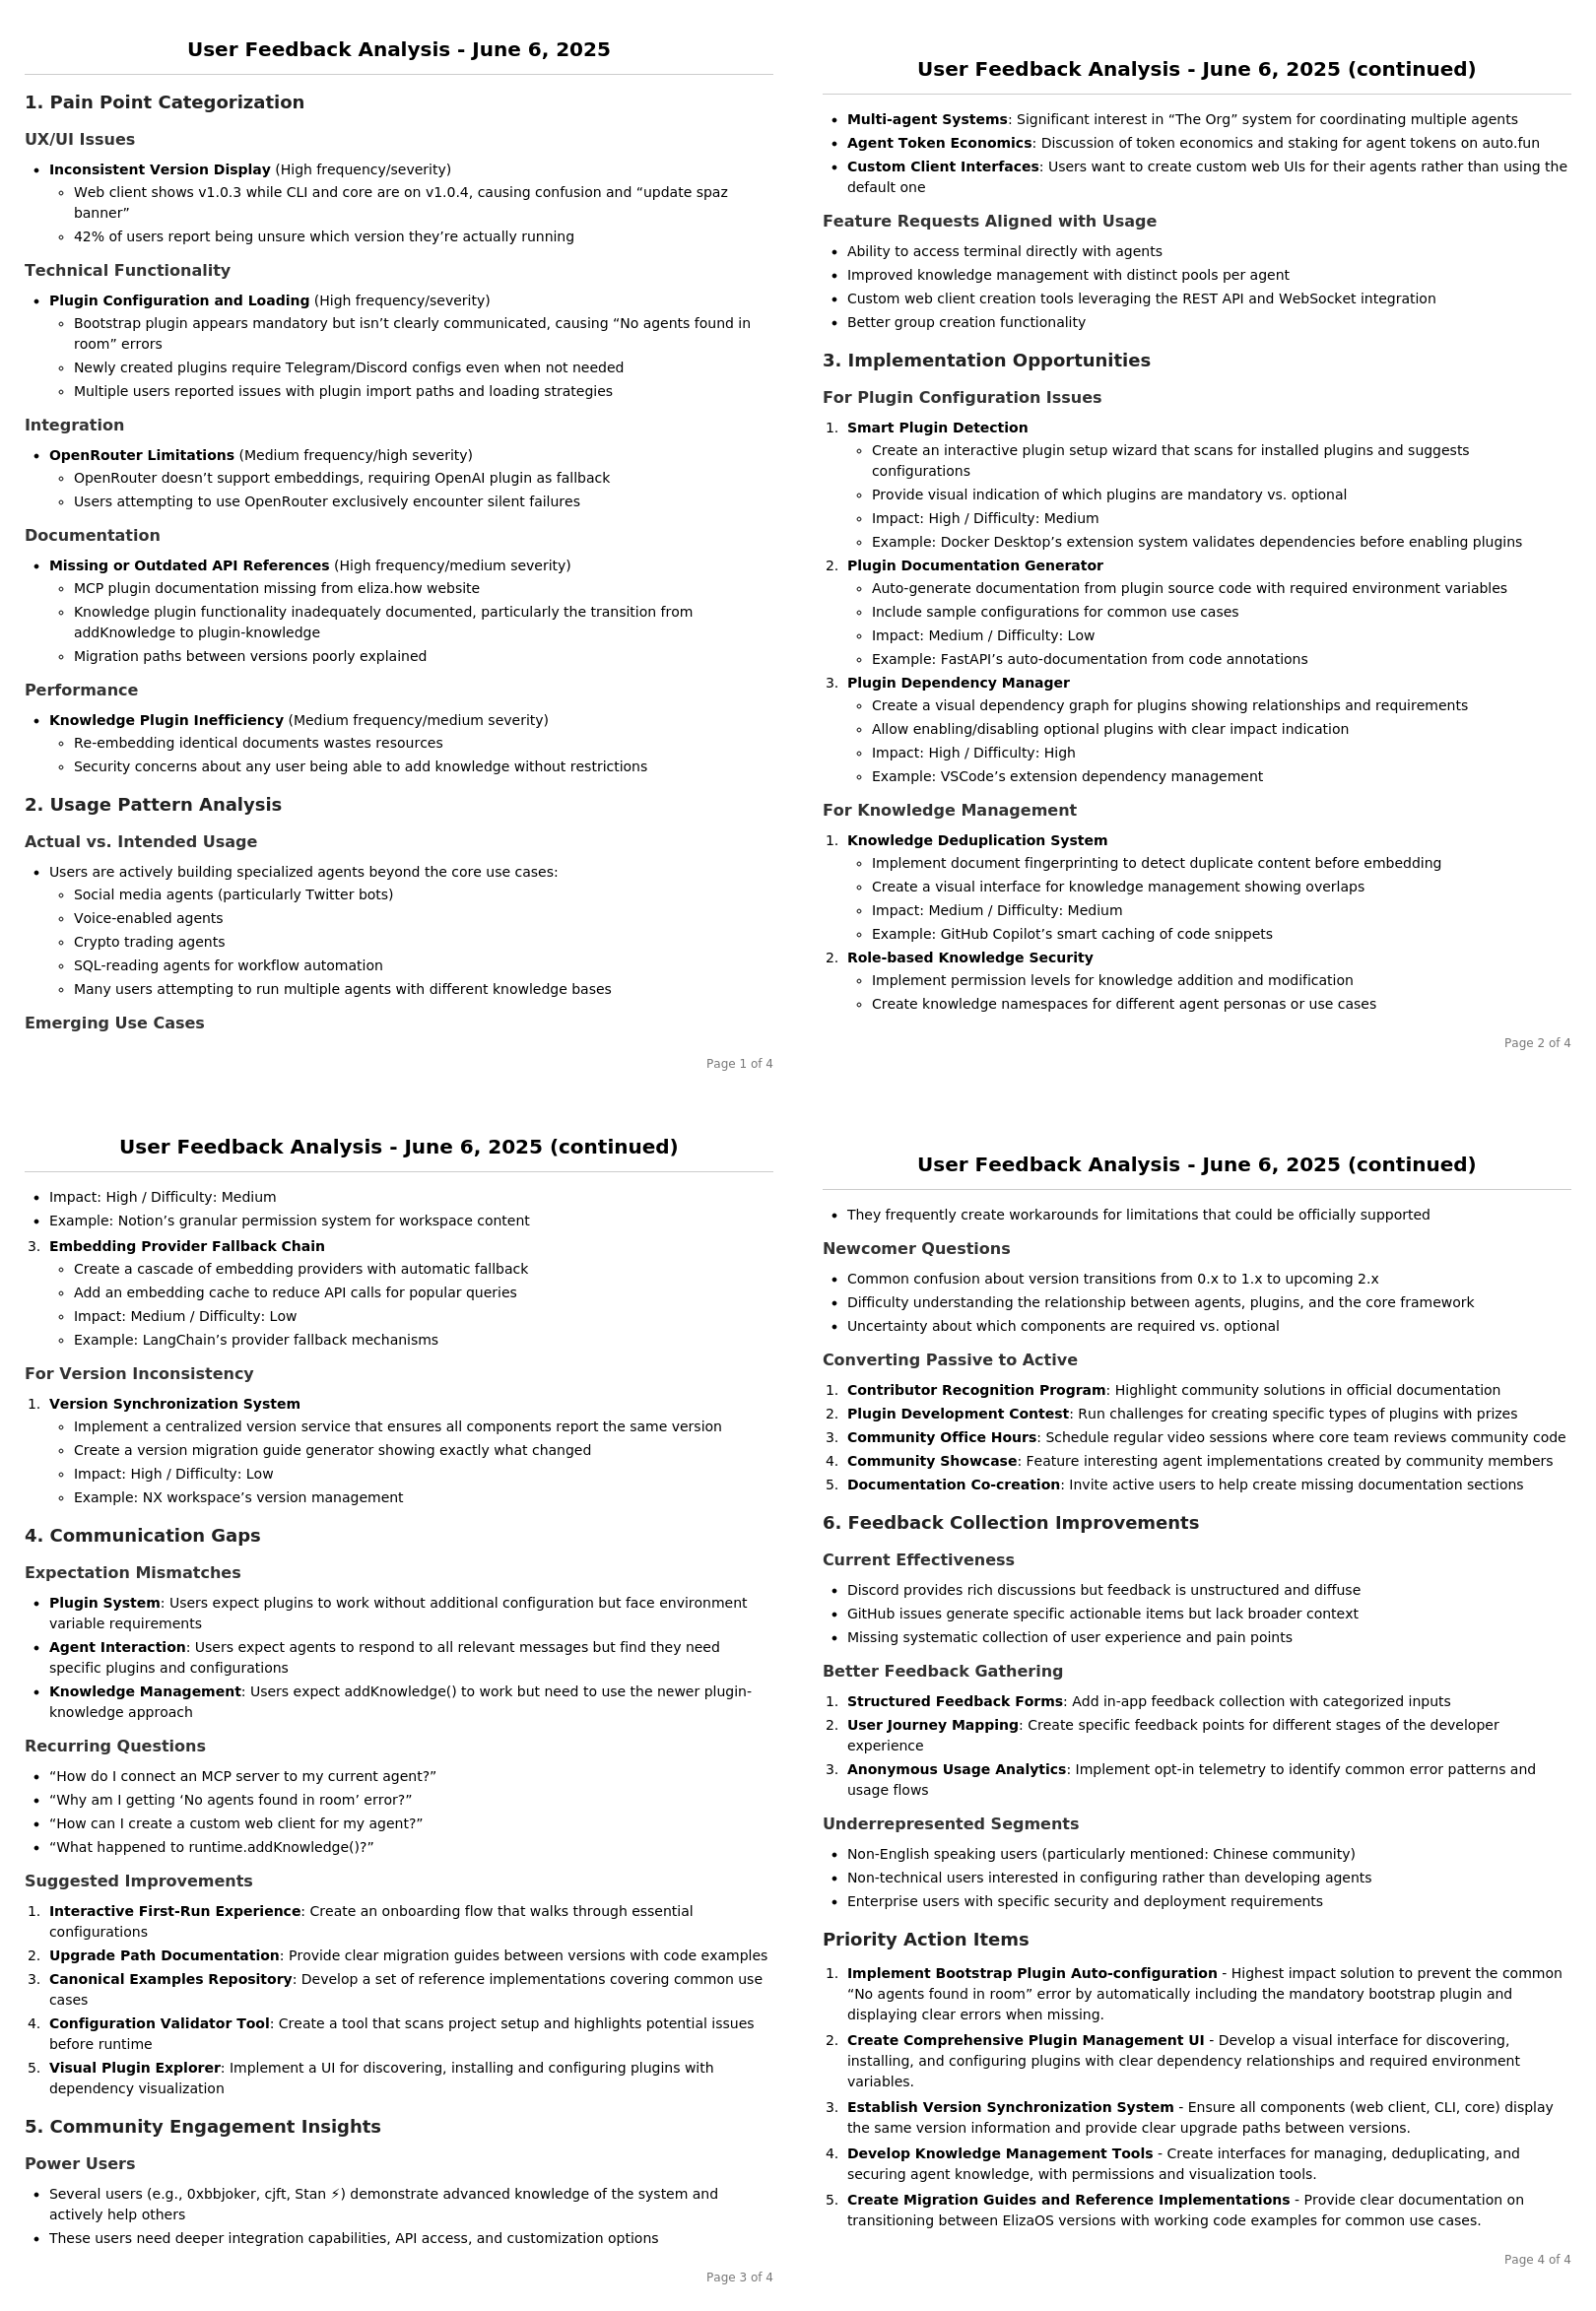 User Feedback Analysis - June 6, 2025
1. Pain Point Categorization
UX/UI Issues
• Inconsistent Version Display (High frequency/severity)
◦ Web client shows v1.0.3 while CLI and core are on v1.0.4, causing confusion and “update spaz
banner”
◦ 42% of users report being unsure which version they’re actually running
Technical Functionality
• Plugin Configuration and Loading (High frequency/severity)
◦ Bootstrap plugin appears mandatory but isn’t clearly communicated, causing “No agents found in
room” errors
◦ Newly created plugins require Telegram/Discord configs even when not needed
◦ Multiple users reported issues with plugin import paths and loading strategies
Integration
• OpenRouter Limitations (Medium frequency/high severity)
◦ OpenRouter doesn’t support embeddings, requiring OpenAI plugin as fallback
◦ Users attempting to use OpenRouter exclusively encounter silent failures
Documentation
• Missing or Outdated API References (High frequency/medium severity)
◦ MCP plugin documentation missing from eliza.how website
◦ Knowledge plugin functionality inadequately documented, particularly the transition from
addKnowledge to plugin-knowledge
◦ Migration paths between versions poorly explained
Performance
• Knowledge Plugin Inefficiency (Medium frequency/medium severity)
◦ Re-embedding identical documents wastes resources
◦ Security concerns about any user being able to add knowledge without restrictions
2. Usage Pattern Analysis
Actual vs. Intended Usage
• Users are actively building specialized agents beyond the core use cases:
◦ Social media agents (particularly Twitter bots)
◦ Voice-enabled agents
◦ Crypto trading agents
◦ SQL-reading agents for workflow automation
◦ Many users attempting to run multiple agents with different knowledge bases
Emerging Use Cases
Page 1 of 4
User Feedback Analysis - June 6, 2025 (continued)
• Multi-agent Systems: Significant interest in “The Org” system for coordinating multiple agents
• Agent Token Economics: Discussion of token economics and staking for agent tokens on auto.fun
• Custom Client Interfaces: Users want to create custom web UIs for their agents rather than using the
default one
Feature Requests Aligned with Usage
• Ability to access terminal directly with agents
• Improved knowledge management with distinct pools per agent
• Custom web client creation tools leveraging the REST API and WebSocket integration
• Better group creation functionality
3. Implementation Opportunities
For Plugin Configuration Issues
1. Smart Plugin Detection
◦ Create an interactive plugin setup wizard that scans for installed plugins and suggests
configurations
◦ Provide visual indication of which plugins are mandatory vs. optional
◦ Impact: High / Difficulty: Medium
◦ Example: Docker Desktop’s extension system validates dependencies before enabling plugins
2. Plugin Documentation Generator
◦ Auto-generate documentation from plugin source code with required environment variables
◦ Include sample configurations for common use cases
◦ Impact: Medium / Difficulty: Low
◦ Example: FastAPI’s auto-documentation from code annotations
3. Plugin Dependency Manager
◦ Create a visual dependency graph for plugins showing relationships and requirements
◦ Allow enabling/disabling optional plugins with clear impact indication
◦ Impact: High / Difficulty: High
◦ Example: VSCode’s extension dependency management
For Knowledge Management
1. Knowledge Deduplication System
◦ Implement document fingerprinting to detect duplicate content before embedding
◦ Create a visual interface for knowledge management showing overlaps
◦ Impact: Medium / Difficulty: Medium
◦ Example: GitHub Copilot’s smart caching of code snippets
2. Role-based Knowledge Security
◦ Implement permission levels for knowledge addition and modification
◦ Create knowledge namespaces for different agent personas or use cases
Page 2 of 4
User Feedback Analysis - June 6, 2025 (continued)
• Impact: High / Difficulty: Medium
• Example: Notion’s granular permission system for workspace content
3. Embedding Provider Fallback Chain
◦ Create a cascade of embedding providers with automatic fallback
◦ Add an embedding cache to reduce API calls for popular queries
◦ Impact: Medium / Difficulty: Low
◦ Example: LangChain’s provider fallback mechanisms
For Version Inconsistency
1. Version Synchronization System
◦ Implement a centralized version service that ensures all components report the same version
◦ Create a version migration guide generator showing exactly what changed
◦ Impact: High / Difficulty: Low
◦ Example: NX workspace’s version management
4. Communication Gaps
Expectation Mismatches
• Plugin System: Users expect plugins to work without additional configuration but face environment
variable requirements
• Agent Interaction: Users expect agents to respond to all relevant messages but find they need
specific plugins and configurations
• Knowledge Management: Users expect addKnowledge() to work but need to use the newer plugin-
knowledge approach
Recurring Questions
• “How do I connect an MCP server to my current agent?”
• “Why am I getting ‘No agents found in room’ error?”
• “How can I create a custom web client for my agent?”
• “What happened to runtime.addKnowledge()?”
Suggested Improvements
1. Interactive First-Run Experience: Create an onboarding flow that walks through essential
configurations
2. Upgrade Path Documentation: Provide clear migration guides between versions with code examples
3. Canonical Examples Repository: Develop a set of reference implementations covering common use
cases
4. Configuration Validator Tool: Create a tool that scans project setup and highlights potential issues
before runtime
5. Visual Plugin Explorer: Implement a UI for discovering, installing and configuring plugins with
dependency visualization
5. Community Engagement Insights
Power Users
• Several users (e.g., 0xbbjoker, cjft, Stan ⚡) demonstrate advanced knowledge of the system and
actively help others
• These users need deeper integration capabilities, API access, and customization options
Page 3 of 4
User Feedback Analysis - June 6, 2025 (continued)
• They frequently create workarounds for limitations that could be officially supported
Newcomer Questions
• Common confusion about version transitions from 0.x to 1.x to upcoming 2.x
• Difficulty understanding the relationship between agents, plugins, and the core framework
• Uncertainty about which components are required vs. optional
Converting Passive to Active
1. Contributor Recognition Program: Highlight community solutions in official documentation
2. Plugin Development Contest: Run challenges for creating specific types of plugins with prizes
3. Community Office Hours: Schedule regular video sessions where core team reviews community code
4. Community Showcase: Feature interesting agent implementations created by community members
5. Documentation Co-creation: Invite active users to help create missing documentation sections
6. Feedback Collection Improvements
Current Effectiveness
• Discord provides rich discussions but feedback is unstructured and diffuse
• GitHub issues generate specific actionable items but lack broader context
• Missing systematic collection of user experience and pain points
Better Feedback Gathering
1. Structured Feedback Forms: Add in-app feedback collection with categorized inputs
2. User Journey Mapping: Create specific feedback points for different stages of the developer
experience
3. Anonymous Usage Analytics: Implement opt-in telemetry to identify common error patterns and
usage flows
Underrepresented Segments
• Non-English speaking users (particularly mentioned: Chinese community)
• Non-technical users interested in configuring rather than developing agents
• Enterprise users with specific security and deployment requirements
Priority Action Items
1. Implement Bootstrap Plugin Auto-configuration - Highest impact solution to prevent the common
“No agents found in room” error by automatically including the mandatory bootstrap plugin and
displaying clear errors when missing.
2. Create Comprehensive Plugin Management UI - Develop a visual interface for discovering,
installing, and configuring plugins with clear dependency relationships and required environment
variables.
3. Establish Version Synchronization System - Ensure all components (web client, CLI, core) display
the same version information and provide clear upgrade paths between versions.
4. Develop Knowledge Management Tools - Create interfaces for managing, deduplicating, and
securing agent knowledge, with permissions and visualization tools.
5. Create Migration Guides and Reference Implementations - Provide clear documentation on
transitioning between ElizaOS versions with working code examples for common use cases.
Page 4 of 4